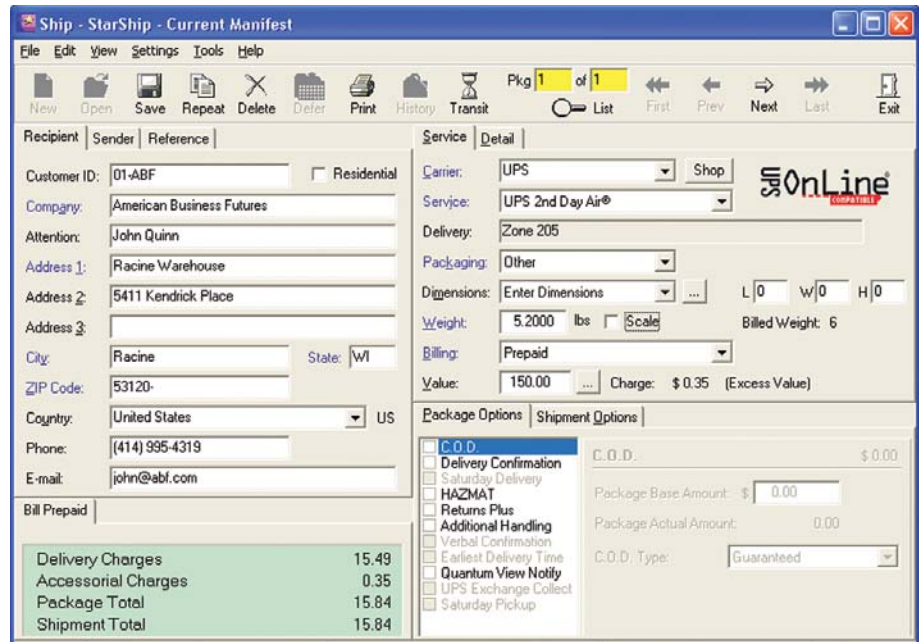 Ship - StarShip - Current Manifest
File Edit View Settings Tools Help
New Open Save Repeat Delete Defer Print History Transit Pkg 1 of 1 List First Prev Next Last Exit
Recipient Sender Reference
Customer ID: 01-ABF Residential
Company: American Business Futures
Attention: John Quinn
Address 1: Racine Warehouse
Address 2: 5411 Kendrick Place
Address 3:
City: Racine State: WI
ZIP Code: 53120-
Country: United States US
Phone: (414) 995-4319
E-mail: john@abf.com
Bill Prepaid
Delivery Charges 15.49
Accessorial Charges 0.35
Package Total 15.84
Shipment Total 15.84
Service Detail
Carrier: UPS Shop
OnLine
COMPATIBLE
Service: UPS 2nd Day Air®
Delivery: Zone 205
Packaging: Other
Dimensions: Enter Dimensions ... L 0 W 0 H 0
Weight: 5.2000 lbs Scale Billed Weight: 6
Billing: Prepaid
Value: 150.00 ... Charge: $ 0.35 (Excess Value)
Package Options Shipment Options
C.O.D.
Delivery Confirmation
Saturday Delivery
HAZMAT
Returns Plus
Additional Handling
Verbal Confirmation
Earliest Delivery Time
Quantum View Notify
UPS Exchange Collect
Saturday Pickup
C.O.D. $ 0.00
Package Base Amount: $ 0.00
Package Actual Amount: 0.00
C.O.D. Type: Guaranteed